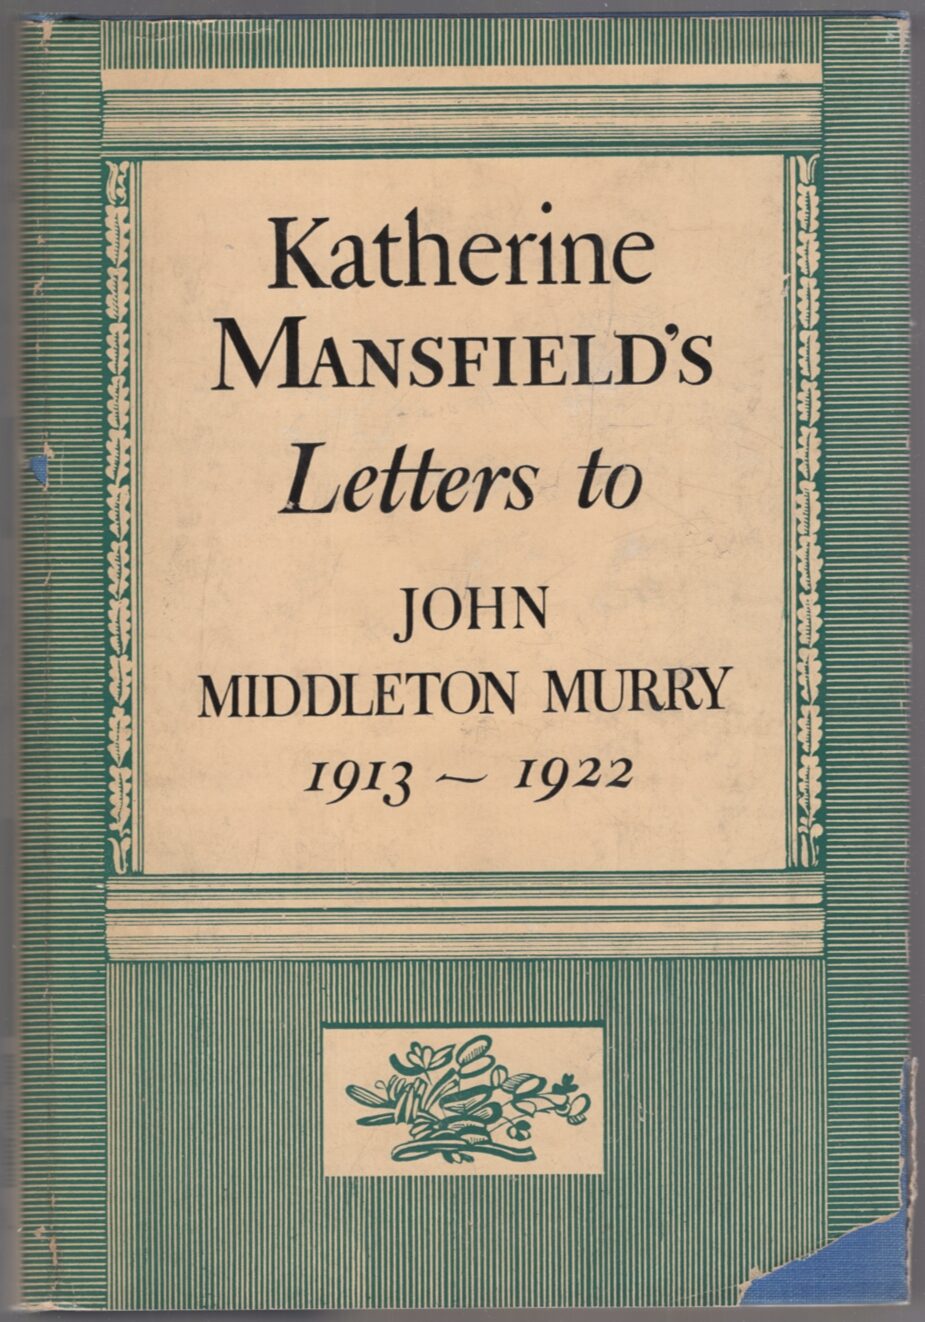 Katherine
MANSFIELD'S
Letters to
JOHN
MIDDLETON MURRY
1913 ~ 1922